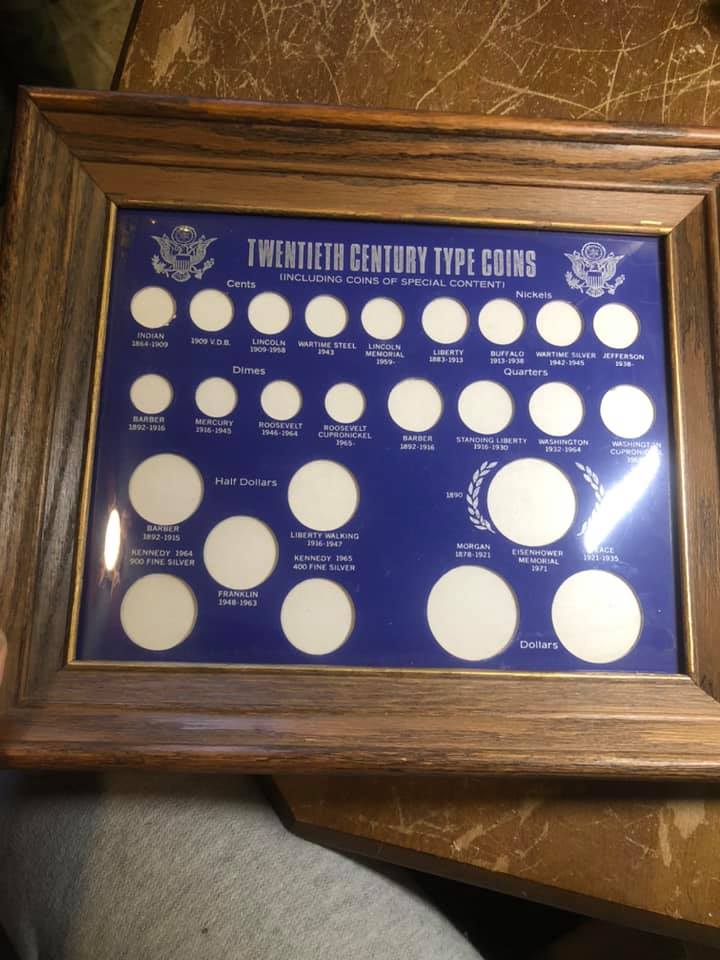 TWENTIETH CENTURY TYPE COINS
(INCLUDING COINS OF SPECIAL CONTENT)
Cents
Nickels
INDIAN
1864-1909
1909 V.D.B.
LINCOLN
1909-1958
WARTIME STEEL
1943
LINCOLN
MEMORIAL
1959-
LIBERTY
1883-1913
BUFFALO
1913-1938
WARTIME SILVER
1942-1945
JEFFERSON
1938-
Dimes
Quarters
BARBER
1892-1916
MERCURY
1916-1945
ROOSEVELT
1946-1964
ROOSEVELT
CUPRONICKEL
1965-
BARBER
1892-1916
STANDING LIBERTY
1916-1930
WASHINGTON
1932-1964
WASHINGTON
CUPRONICKEL
Half Dollars
BARBER
1892-1915
LIBERTY WALKING
1916-1947
KENNEDY 1964
900 FINE SILVER
FRANKLIN
1948-1963
KENNEDY 1965
400 FINE SILVER
1890
MORGAN
1878-1921
EISENHOWER
MEMORIAL
1971
PEACE
1921-1935
Dollars